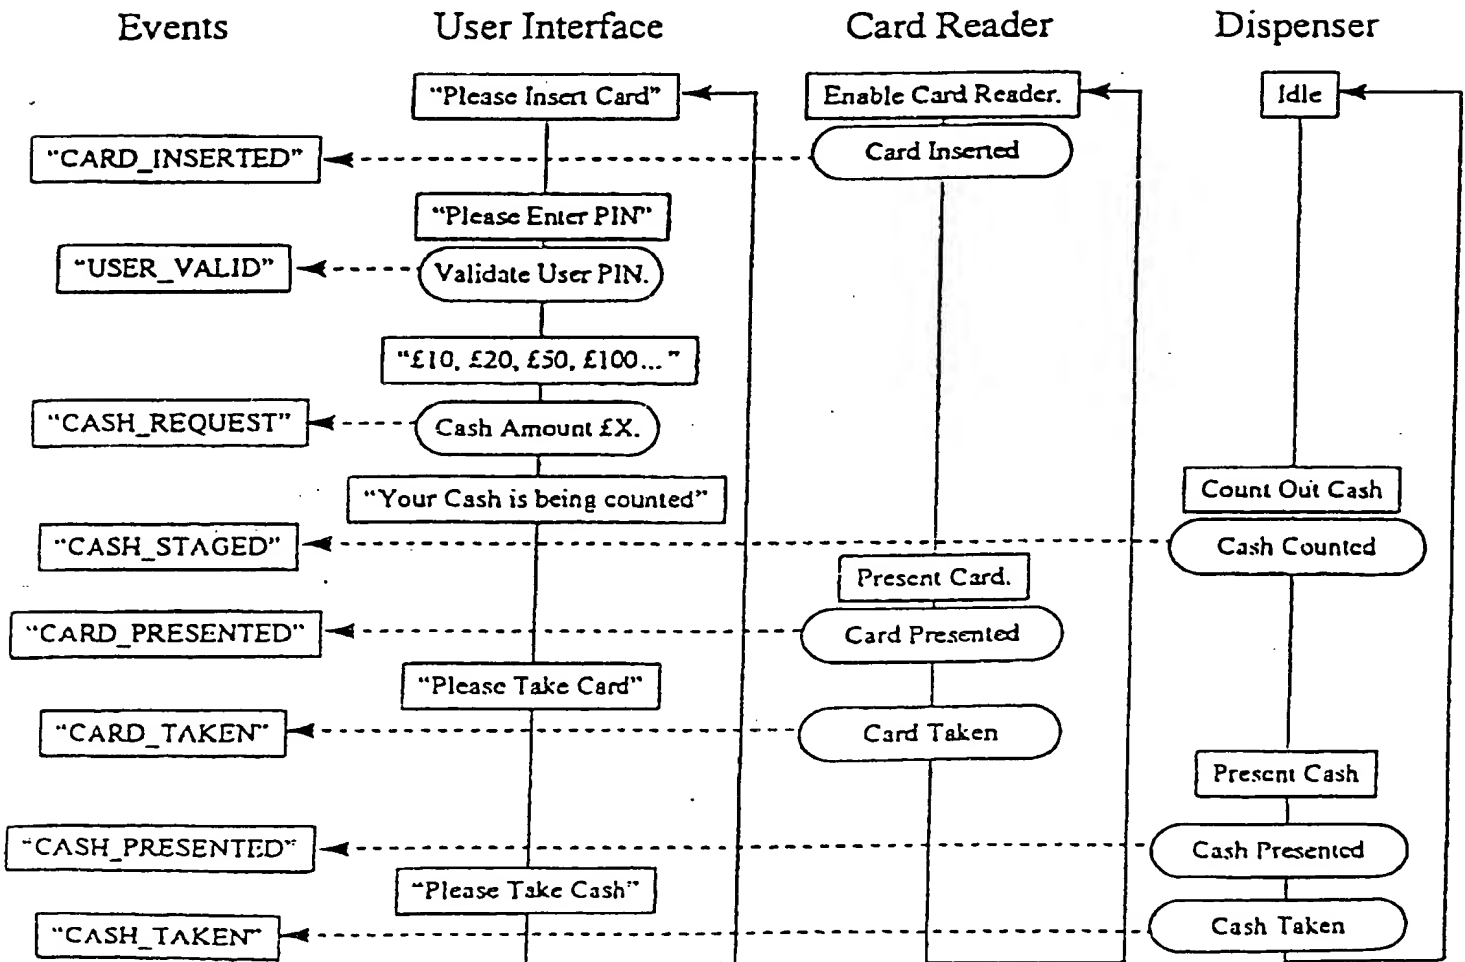 Events User Interface Card Reader Dispenser
“Please Insert Card” Enable Card Reader. Idle
“CARD_INSERTED” Card Inserted
“Please Enter PIN”
“USER_VALID” Validate User PIN.
“£10, £20, £50, £100... ”
“CASH_REQUEST” Cash Amount £X.
“Your Cash is being counted” Count Out Cash
“CASH_STAGED” Cash Counted
Present Card.
“CARD_PRESENTED” Card Presented
“Please Take Card”
“CARD_TAKEN” Card Taken
Present Cash
“CASH_PRESENTED” Cash Presented
“Please Take Cash”
“CASH_TAKEN” Cash Taken